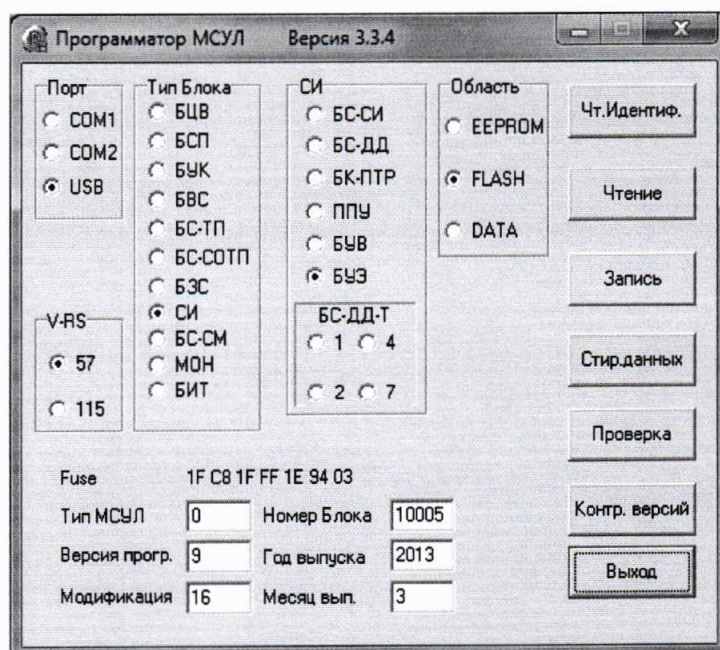 Программатор МСУЛ Версия 3.3.4
Порт
COM1
COM2
USB
V-RS
57
115
Тип Блока
БЦВ
БСП
БУК
БВС
БС-ТП
БС-СОТП
БЗС
СИ
БС-СМ
МОН
БИТ
СИ
БС-СИ
БС-ДД
БК-ПТР
ППУ
БУВ
БУЗ
БС-ДД-Т
1 4
2 7
Область
EEPROM
FLASH
DATA
Чт.Идентиф.
Чтение
Запись
Стир.данных
Проверка
Контр. версий
Выход
Fuse 1F C8 1F FF 1E 94 03
Тип МСУЛ 0 Номер Блока 10005
Версия прогр. 9 Год выпуска 2013
Модификация 16 Месяц вып. 3